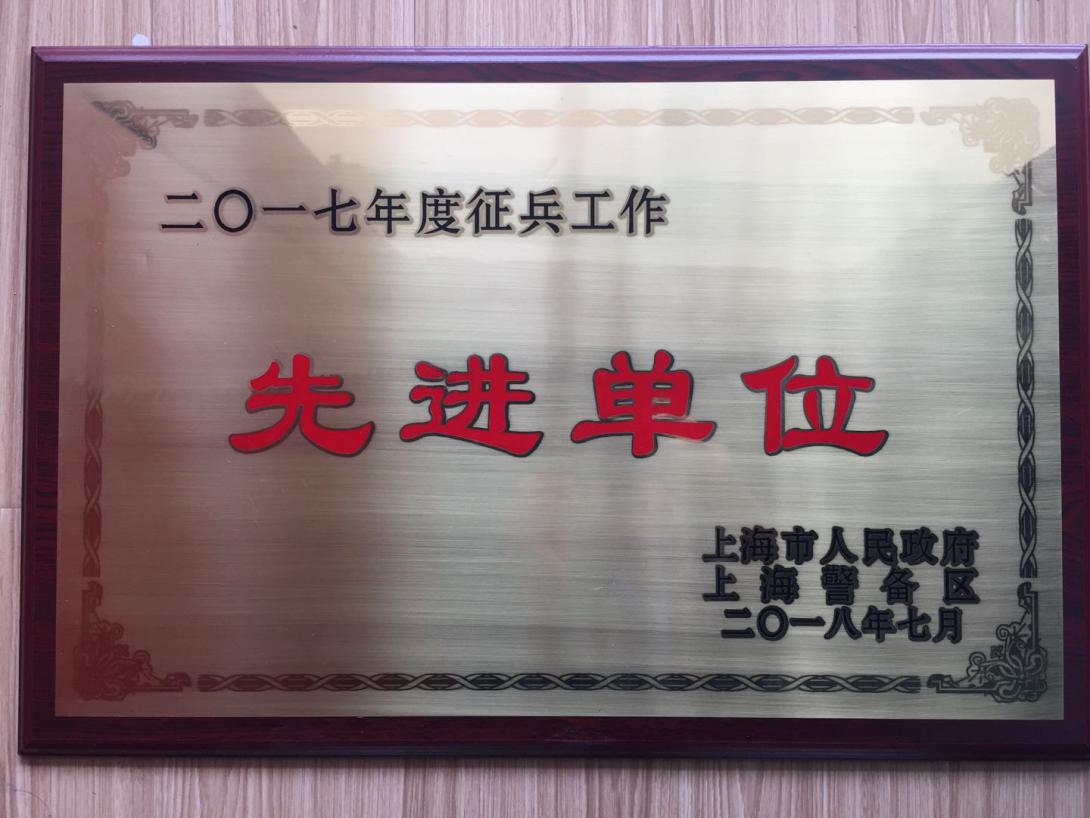 二〇一七年度征兵工作
先进单位
上海市人民政府
上海警备区
二〇一八年七月